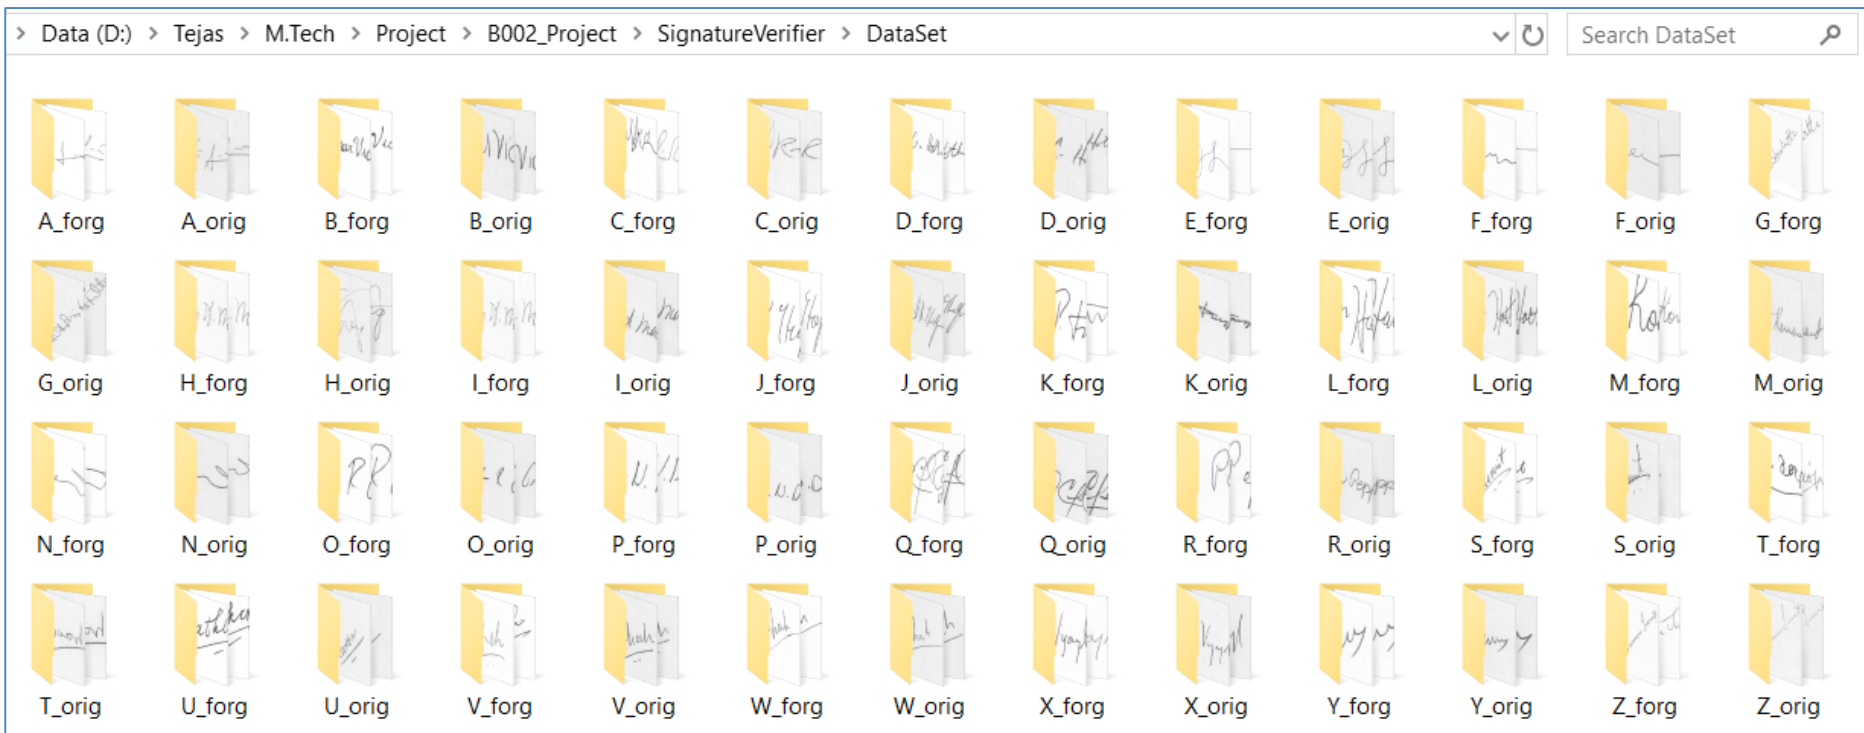 Data (D:) > Tejas > M.Tech > Project > B002_Project > SignatureVerifier > DataSet Search DataSet
A_forg A_orig B_forg B_orig C_forg C_orig D_forg D_orig E_forg E_orig F_forg F_orig G_forg
G_orig H_forg H_orig I_forg I_orig J_forg J_orig K_forg K_orig L_forg L_orig M_forg M_orig
N_forg N_orig O_forg O_orig P_forg P_orig Q_forg Q_orig R_forg R_orig S_forg S_orig T_forg
T_orig U_forg U_orig V_forg V_orig W_forg W_orig X_forg X_orig Y_forg Y_orig Z_forg Z_orig